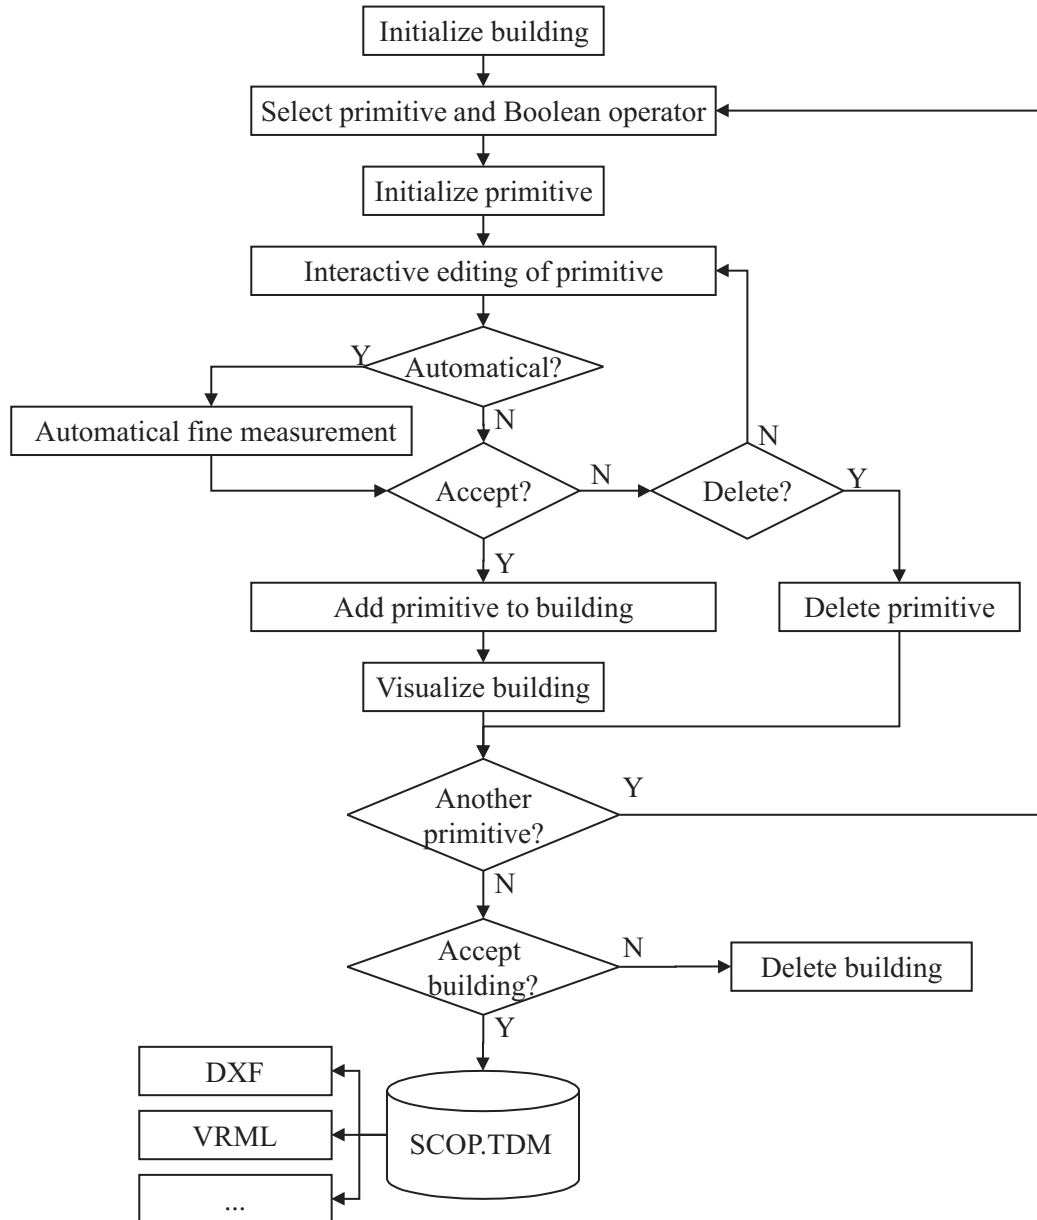 Initialize building
Select primitive and Boolean operator
Initialize primitive
Interactive editing of primitive
Y
Automatical?
N
Automatical fine measurement
N
Accept?
N
Delete?
Y
Y
Add primitive to building
Delete primitive
Visualize building
Another
primitive?
Y
N
Accept
building?
N
Delete building
Y
DXF
VRML
SCOP.TDM
...